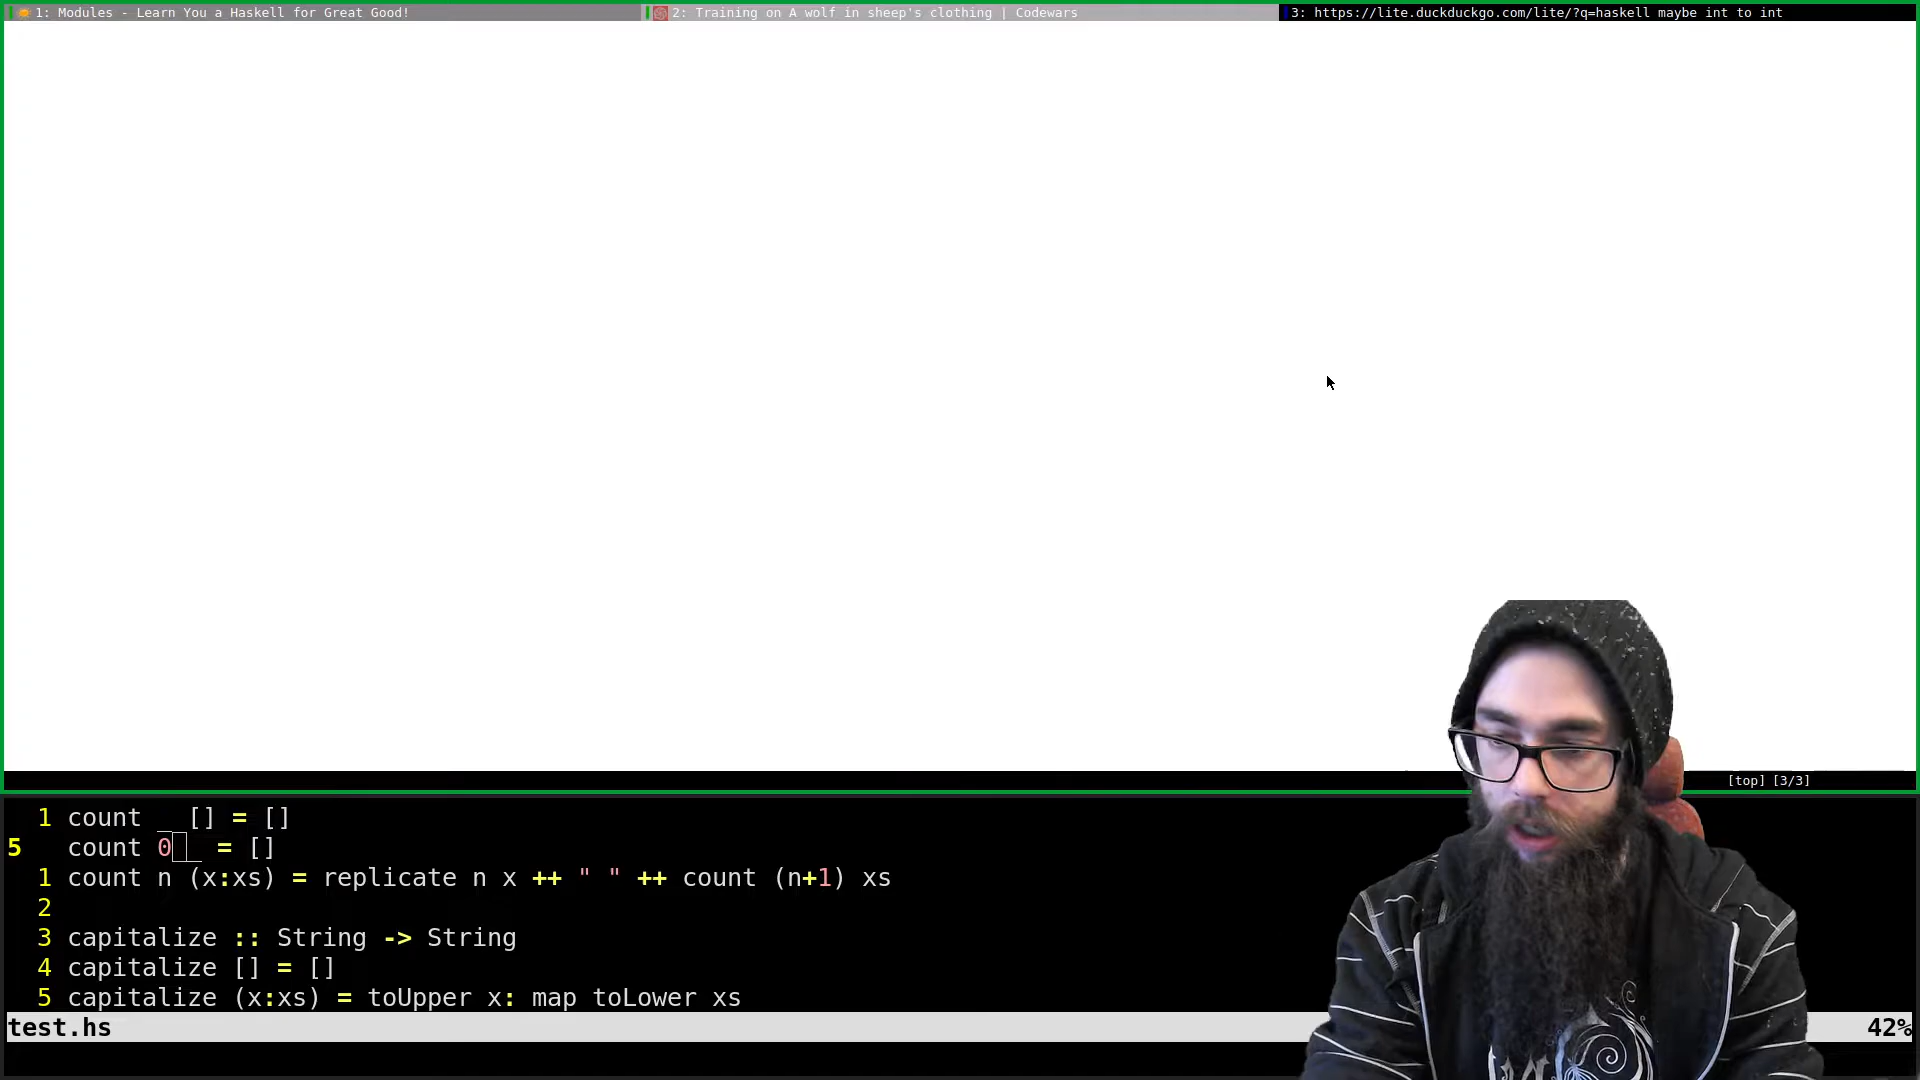 1: Modules - Learn You a Haskell for Great Good!
2: Training on A wolf in sheep's clothing | Codewars
3: https://lite.duckduckgo.com/lite/?q=haskell maybe int to int
[top] [3/3]
1 count _ [] = []
5 count 0 _ = []
1 count n (x:xs) = replicate n x ++ " " ++ count (n+1) xs
2
3 capitalize :: String -> String
4 capitalize [] = []
5 capitalize (x:xs) = toUpper x: map toLower xs
test.hs 42%